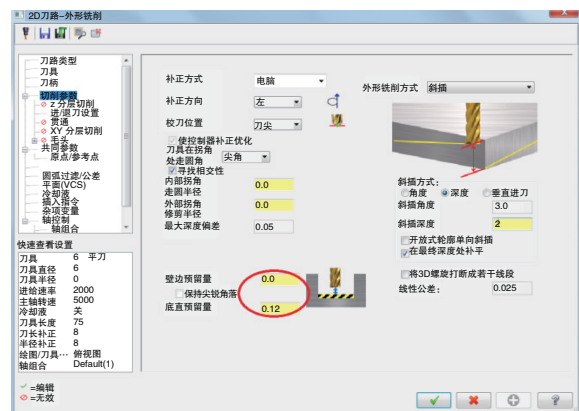 2D刀路-外形铣削
刀路类型
刀具
刀柄
切削参数
Z 分层切削
进/退刀设置
贯通
XY 分层切削
毛头
共同参数
原点/参考点
圆弧过滤/公差
平面(VCS)
冷却液
插入指令
杂项变量
轴控制
轴组合
快速查看设置
刀具 6 平刀
刀具直径 6
刀具半径 0
进给速率 2000
主轴转速 5000
冷却液 关
刀具长度 75
刀长补正 8
半径补正 8
绘图/刀具… 俯视图
轴组合 Default(1)
=编辑
=无效
补正方式 电脑
补正方向 左
校刀位置 刀尖
使控制器补正优化
刀具在拐角
处走圆角 尖角
寻找相交性
内部拐角
走圆半径 0.0
外部拐角
修剪半径 0.0
最大深度偏差 0.05
壁边预留量 0.0
保持尖锐角落
底直预留量 0.12
外形铣削方式 斜插
斜插方式:
角度 深度 垂直进刀
斜插角度 3.0
斜插深度 2
开放式轮廓单向斜插
在最终深度处补平
将3D螺旋打断成若干线段
线性公差: 0.025